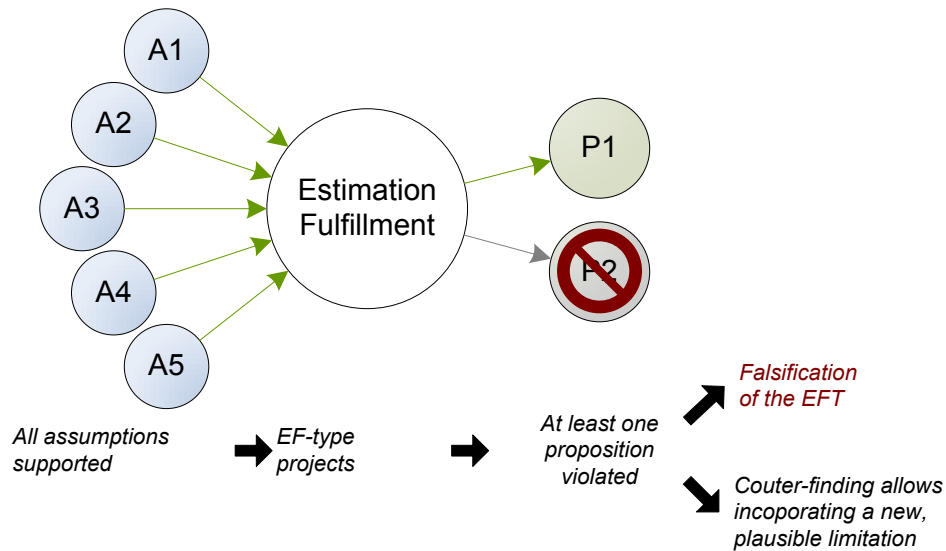 A1
A2
A3
A4
A5
Estimation
Fulfillment
P1
P2
All assumptions
supported
EF-type
projects
At least one
proposition
violated
Falsification
of the EFT
Couter-finding allows
incoporating a new,
plausible limitation